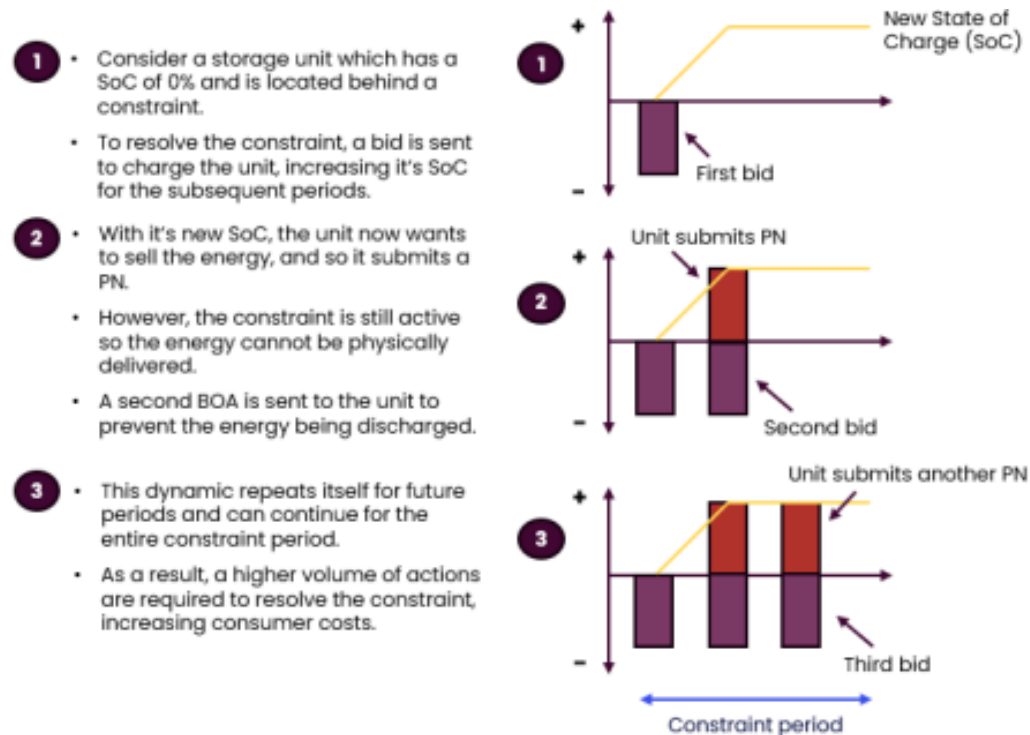 1
• Consider a storage unit which has a
SoC of 0% and is located behind a
constraint.
• To resolve the constraint, a bid is sent
to charge the unit, increasing it's SoC
for the subsequent periods.
+
1
New State of
Charge (SoC)
First bid
−
2
• With it's new SoC, the unit now wants
to sell the energy, and so it submits a
PN.
• However, the constraint is still active
so the energy cannot be physically
delivered.
• A second BOA is sent to the unit to
prevent the energy being discharged.
Unit submits PN
+
2
Second bid
−
3
• This dynamic repeats itself for future
periods and can continue for the
entire constraint period.
• As a result, a higher volume of actions
are required to resolve the constraint,
increasing consumer costs.
Unit submits another PN
+
3
Third bid
−
Constraint period